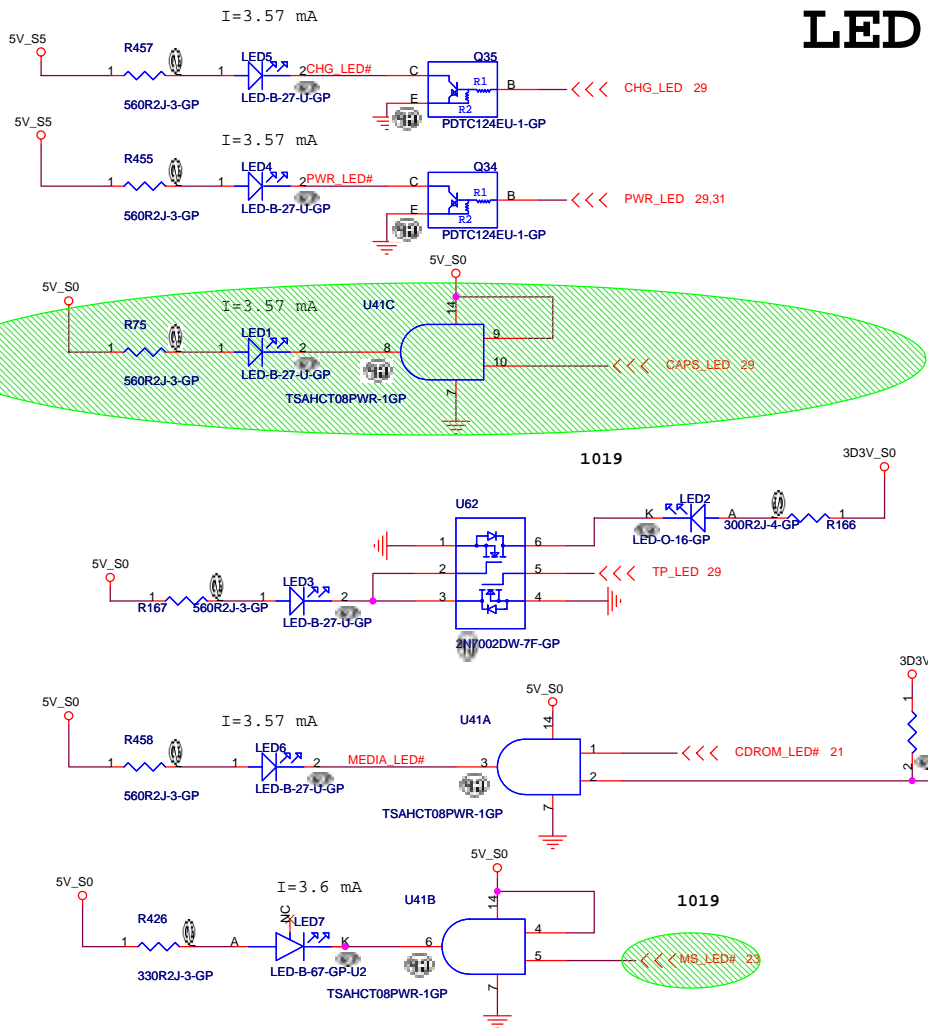 LED
I=3.57 mA
5V_S5
R457
1
560R2J-3-GP
1
LED5
2
CHG_LED#
LED-B-27-U-GP
C
E
Q35
R1
R2
B
PDTC124EU-1-GP
CHG_LED 29
5V_S5
I=3.57 mA
R455
1
560R2J-3-GP
1
LED4
2
PWR_LED#
LED-B-27-U-GP
C
E
Q34
R1
R2
B
PDTC124EU-1-GP
PWR_LED 29,31
5V_S0
5V_S0
I=3.57 mA
U41C
R75
1
560R2J-3-GP
1
LED1
2
LED-B-27-U-GP
8
14
9
10
7
TSAHCT08PWR-1GP
CAPS_LED 29
1019
3D3V_S0
U62
LED2
K
A
LED-O-16-GP
300R2J-4-GP
1
R166
1
2
3
6
5
4
TP_LED 29
2N7002DW-7F-GP
5V_S0
1
R167
560R2J-3-GP
1
LED3
2
LED-B-27-U-GP
5V_S0
I=3.57 mA
R458
1
560R2J-3-GP
1
LED6
2
LED-B-27-U-GP
MEDIA_LED#
5V_S0
U41A
14
3
1
2
7
TSAHCT08PWR-1GP
CDROM_LED# 21
3D3V
1
2
5V_S0
I=3.6 mA
R426
1
330R2J-3-GP
A
NC
LED7
K
LED-B-67-GP-U2
5V_S0
U41B
14
6
4
5
7
TSAHCT08PWR-1GP
1019
MS_LED# 23